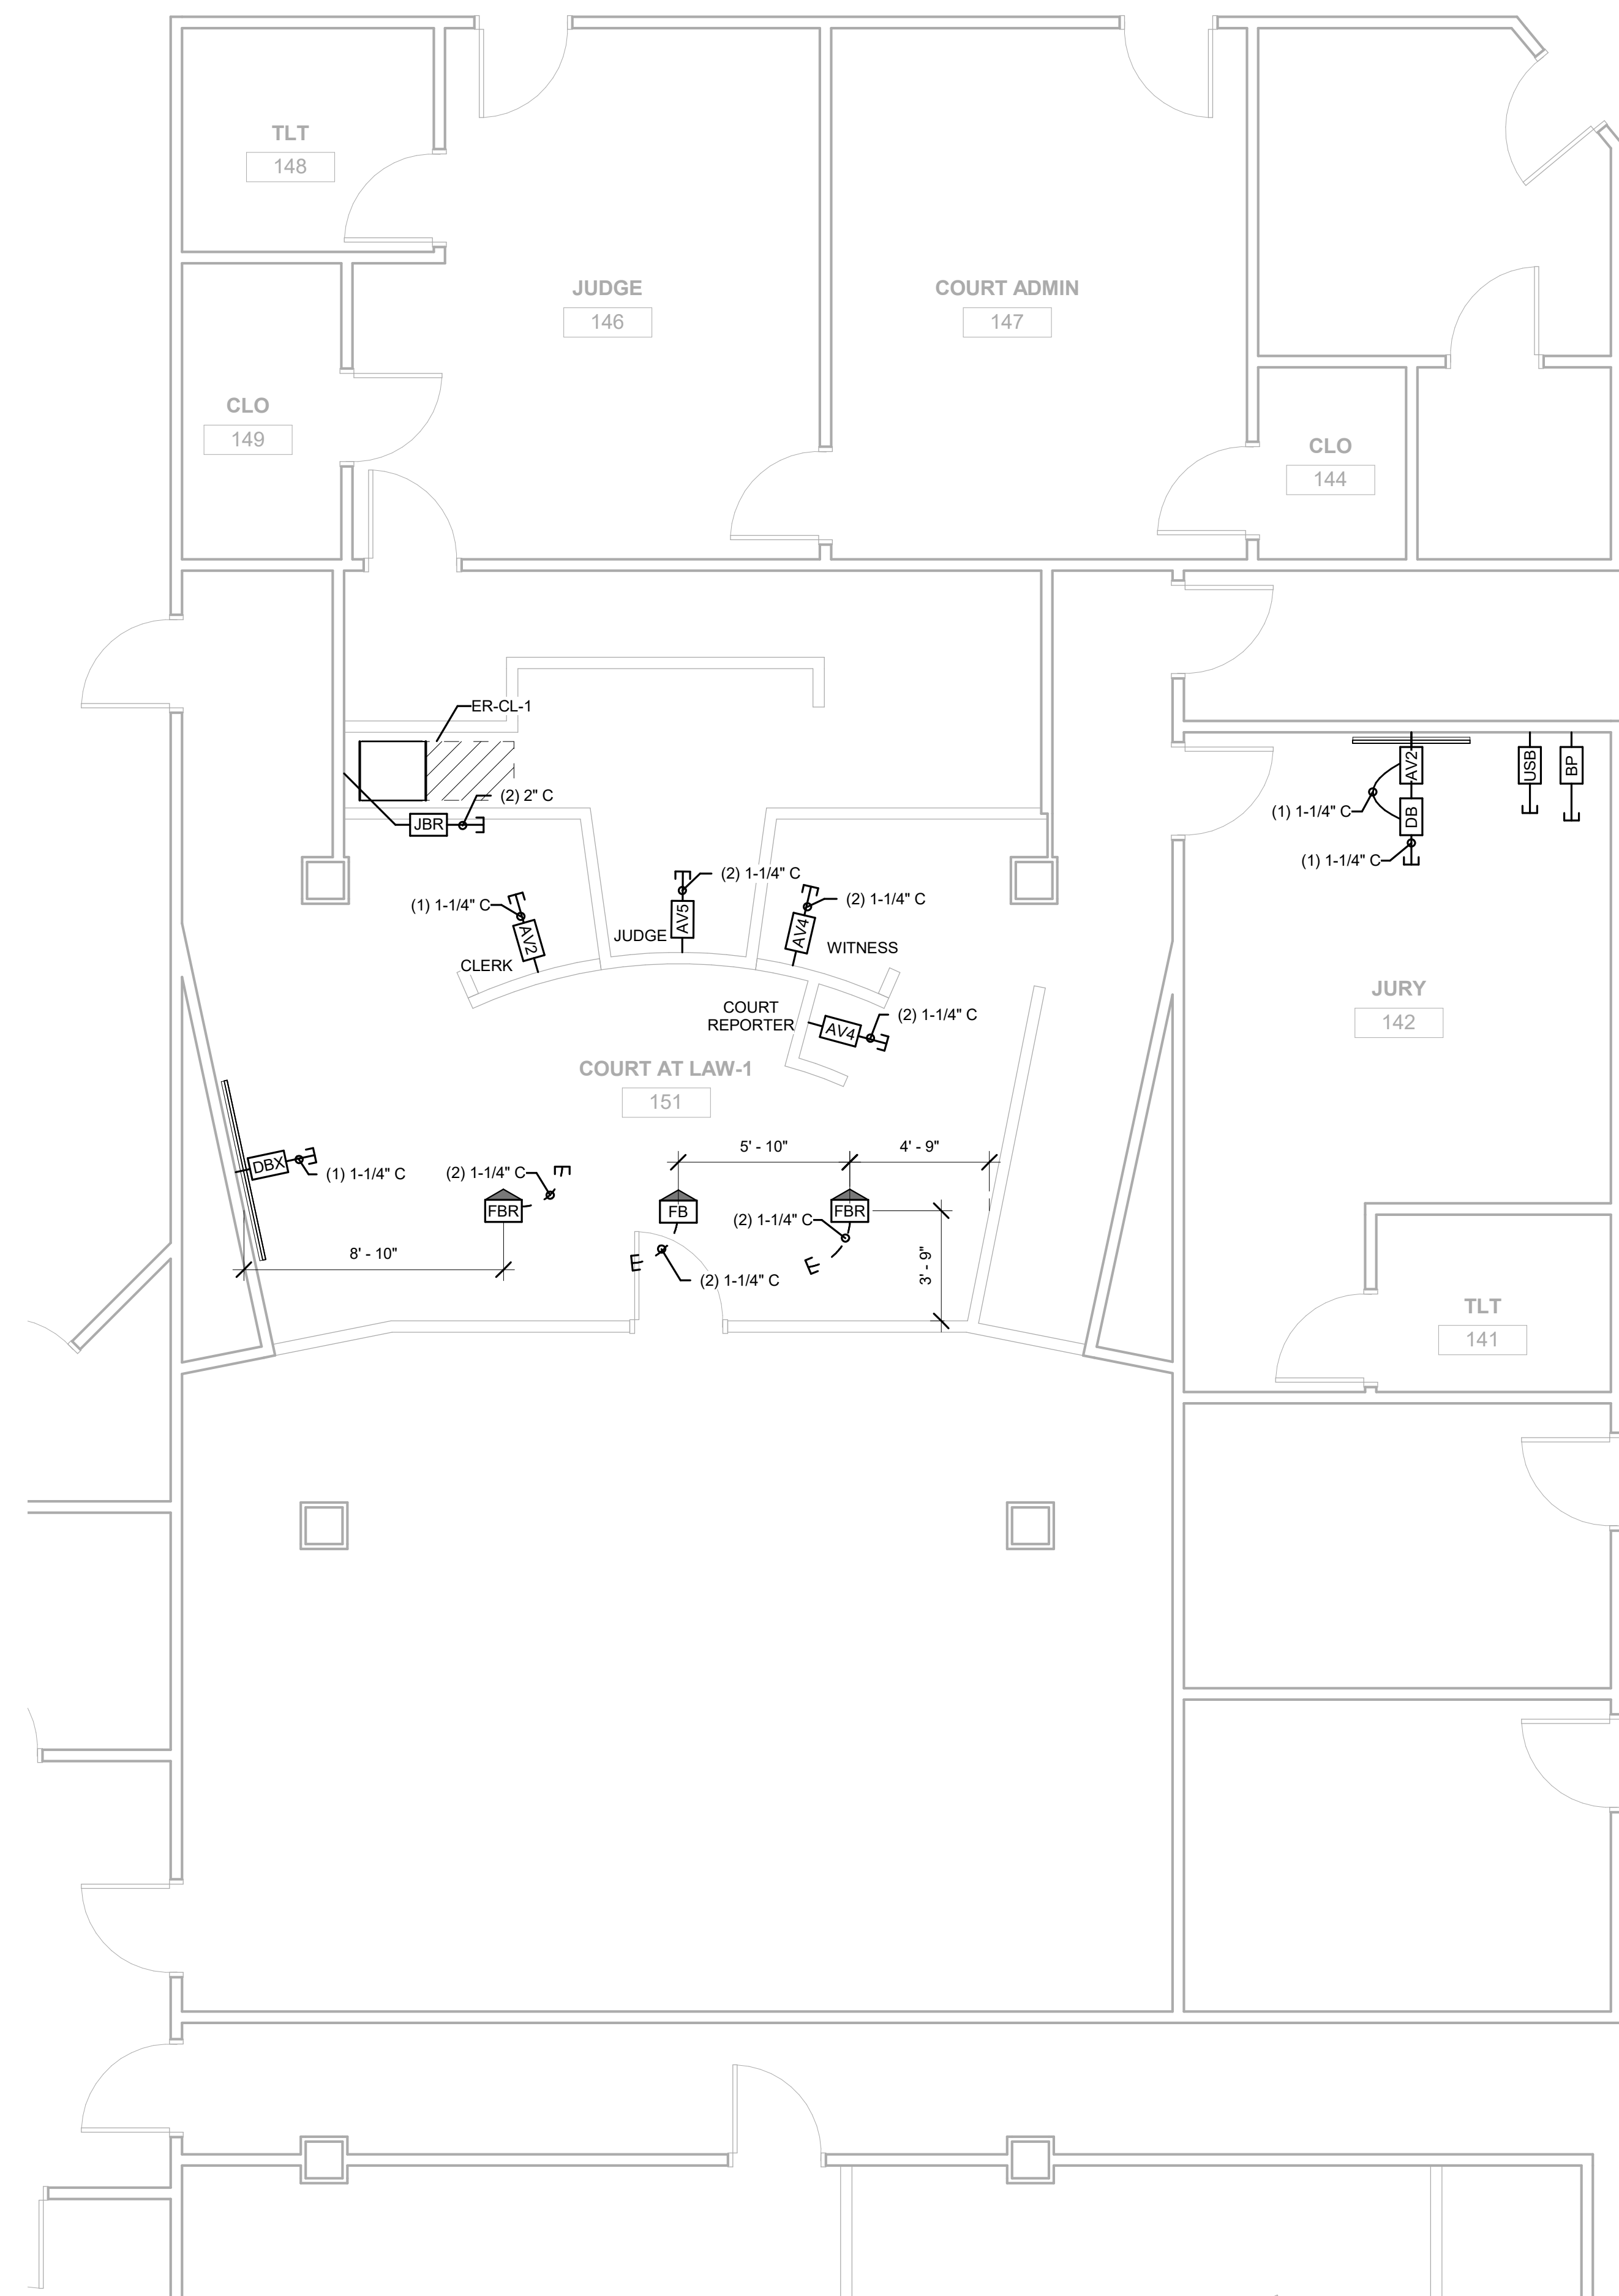 TLT
148
JUDGE
146
COURT ADMIN
147
CLO
149
CLO
144
ER-CL-1
(2) 2" C
JBR
AV2
USB
BP
(1) 1-1/4" C
DB
(1) 1-1/4" C
(2) 1-1/4" C
(1) 1-1/4" C
(2) 1-1/4" C
AV2
AV5
AV4
JUDGE
WITNESS
CLERK
COURT
REPORTER
(2) 1-1/4" C
AV4
JURY
142
COURT AT LAW-1
151
5' - 10"
4' - 9"
DBX
(1) 1-1/4" C
(2) 1-1/4" C
FBR
FB
FBR
(2) 1-1/4" C
8' - 10"
3' - 9"
(2) 1-1/4" C
TLT
141